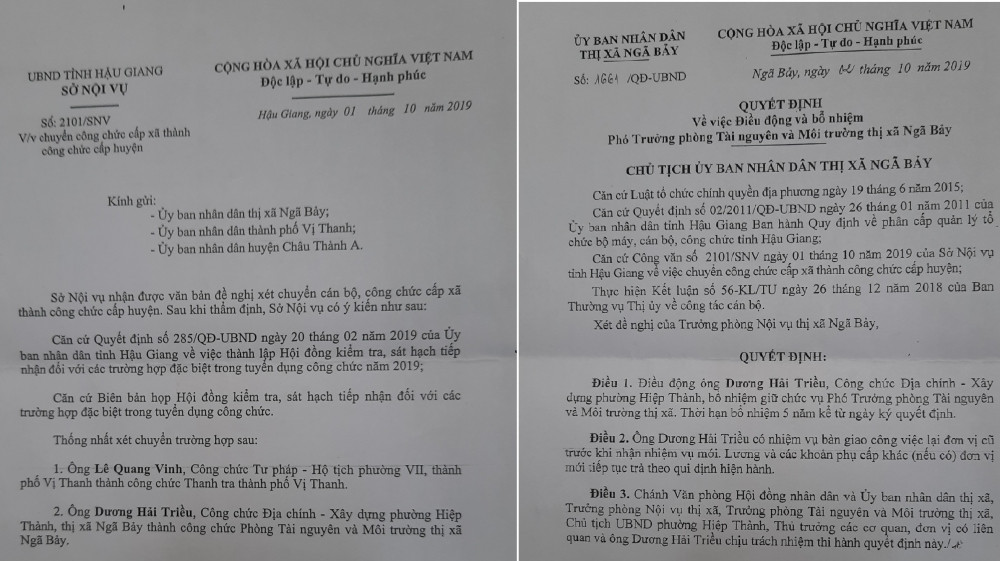 UBND TỈNH HẬU GIANG
SỞ NỘI VỤ
CỘNG HÒA XÃ HỘI CHỦ NGHĨA VIỆT NAM
Độc lập - Tự do - Hạnh phúc
Số: 2101/SNV
V/v chuyển công chức cấp xã thành
công chức cấp huyện
Hậu Giang, ngày 01 tháng 10 năm 2019
Kính gửi:
- Ủy ban nhân dân thị xã Ngã Bảy;
- Ủy ban nhân dân thành phố Vị Thanh;
- Ủy ban nhân dân huyện Châu Thành A.
Sở Nội vụ nhận được văn bản đề nghị xét chuyển cán bộ, công chức cấp xã
thành công chức cấp huyện. Sau khi thẩm định, Sở Nội vụ có ý kiến như sau:
Căn cứ Quyết định số 285/QĐ-UBND ngày 20 tháng 02 năm 2019 của Ủy
ban nhân dân tỉnh Hậu Giang về việc thành lập Hội đồng kiểm tra, sát hạch tiếp
nhận đối với các trường hợp đặc biệt trong tuyển dụng công chức năm 2019;
Căn cứ Biên bản họp Hội đồng kiểm tra, sát hạch tiếp nhận đối với các
trường hợp đặc biệt trong tuyển dụng công chức.
Thống nhất xét chuyển trường hợp sau:
1. Ông Lê Quang Vinh, Công chức Tư pháp - Hộ tịch phường VII, thành
phố Vị Thanh thành công chức Thanh tra thành phố Vị Thanh.
2. Ông Dương Hải Triều, Công chức Địa chính - Xây dựng phường Hiệp
Thành, thị xã Ngã Bảy thành công chức Phòng Tài nguyên và Môi trường thị xã
Ngã Bảy.
ỦY BAN NHÂN DÂN
THỊ XÃ NGÃ BẢY
CỘNG HÒA XÃ HỘI CHỦ NGHĨA VIỆT NAM
Độc lập - Tự do - Hạnh phúc
Số: 1661 /QĐ-UBND
Ngã Bảy, ngày tháng 10 năm 2019
QUYẾT ĐỊNH
Về việc Điều động và bổ nhiệm
Phó Trưởng phòng Tài nguyên và Môi trường thị xã Ngã Bảy
CHỦ TỊCH ỦY BAN NHÂN DÂN THỊ XÃ NGÃ BẢY
Căn cứ Luật tổ chức chính quyền địa phương ngày 19 tháng 6 năm 2015;
Căn cứ Quyết định số 02/2011/QĐ-UBND ngày 26 tháng 01 năm 2011 của
Ủy ban nhân dân tỉnh Hậu Giang Ban hành Quy định về phân cấp quản lý tổ
chức bộ máy, cán bộ, công chức tỉnh Hậu Giang;
Căn cứ Công văn số 2101/SNV ngày 01 tháng 10 năm 2019 của Sở Nội vụ
tỉnh Hậu Giang về việc chuyển công chức cấp xã thành công chức cấp huyện;
Thực hiện Kết luận số 56-KL/TU ngày 26 tháng 12 năm 2018 của Ban
Thường vụ Thị ủy về công tác cán bộ.
Xét đề nghị của Trưởng phòng Nội vụ thị xã Ngã Bảy,
QUYẾT ĐỊNH:
Điều 1. Điều động ông Dương Hải Triều, Công chức Địa chính - Xây
dựng phường Hiệp Thành, bổ nhiệm giữ chức vụ Phó Trưởng phòng Tài nguyên
và Môi trường thị xã. Thời hạn bổ nhiệm 5 năm kể từ ngày ký quyết định.
Điều 2. Ông Dương Hải Triều có nhiệm vụ bàn giao công việc lại đơn vị cũ
trước khi nhận nhiệm vụ mới. Lương và các khoản phụ cấp khác (nếu có) đơn vị
mới tiếp tục trả theo qui định hiện hành.
Điều 3. Chánh Văn phòng Hội đồng nhân dân và Ủy ban nhân dân thị xã,
Trưởng phòng Nội vụ thị xã, Trưởng phòng Tài nguyên và Môi trường thị xã,
Chủ tịch UBND phường Hiệp Thành, Thủ trưởng các cơ quan, đơn vị có liên
quan và ông Dương Hải Triều chịu trách nhiệm thi hành quyết định này./.